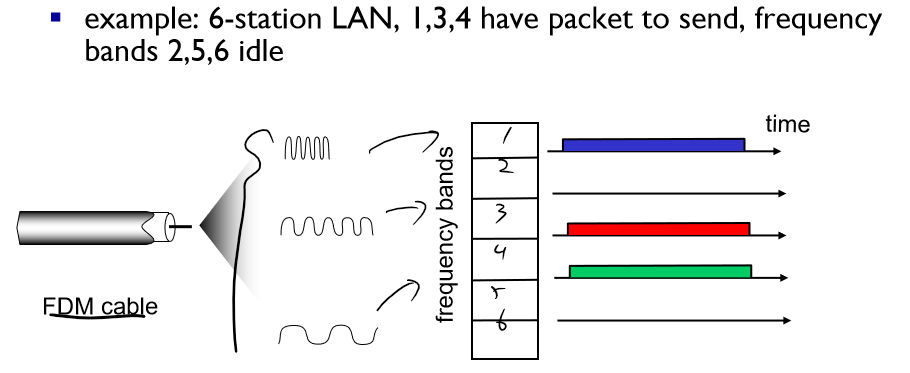 example: 6-station LAN, 1,3,4 have packet to send, frequency
bands 2,5,6 idle
time
frequency bands
1
2
3
4
5
6
FDM cable